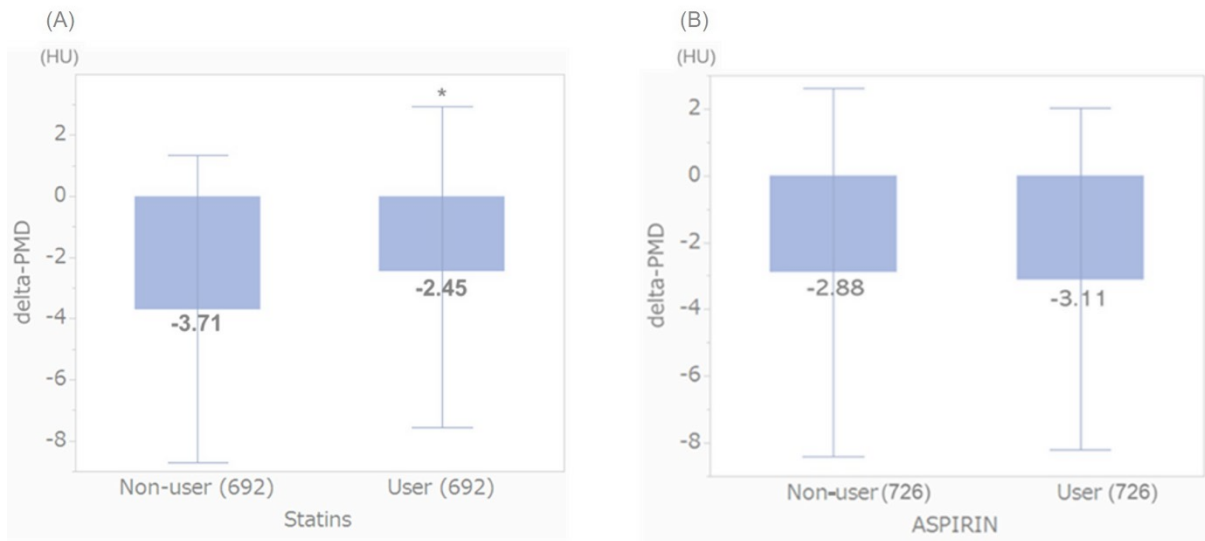 (A)
(HU)
*
2
0
-2
-4
-6
-8
delta-PMD
-3.71
-2.45
Non-user (692) User (692)
Statins
(B)
(HU)
2
0
-2
-4
-6
-8
delta-PMD
-2.88
-3.11
Non-user (726) User (726)
ASPIRIN